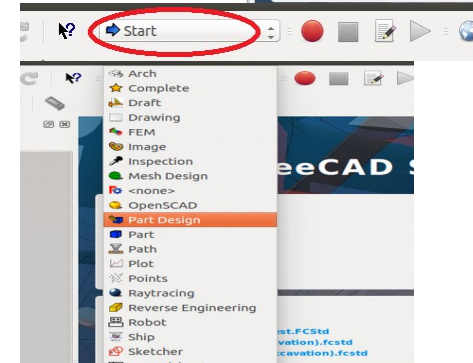 Start
Arch
Complete
Draft
Drawing
FEM
Image
Inspection
Mesh Design
<none>
OpenSCAD
Part Design
Part
Path
Plot
Points
Raytracing
Reverse Engineering
Robot
Ship
Sketcher
eeCAD S
est.FCStd
vation).fcstd
cavation).fcstd